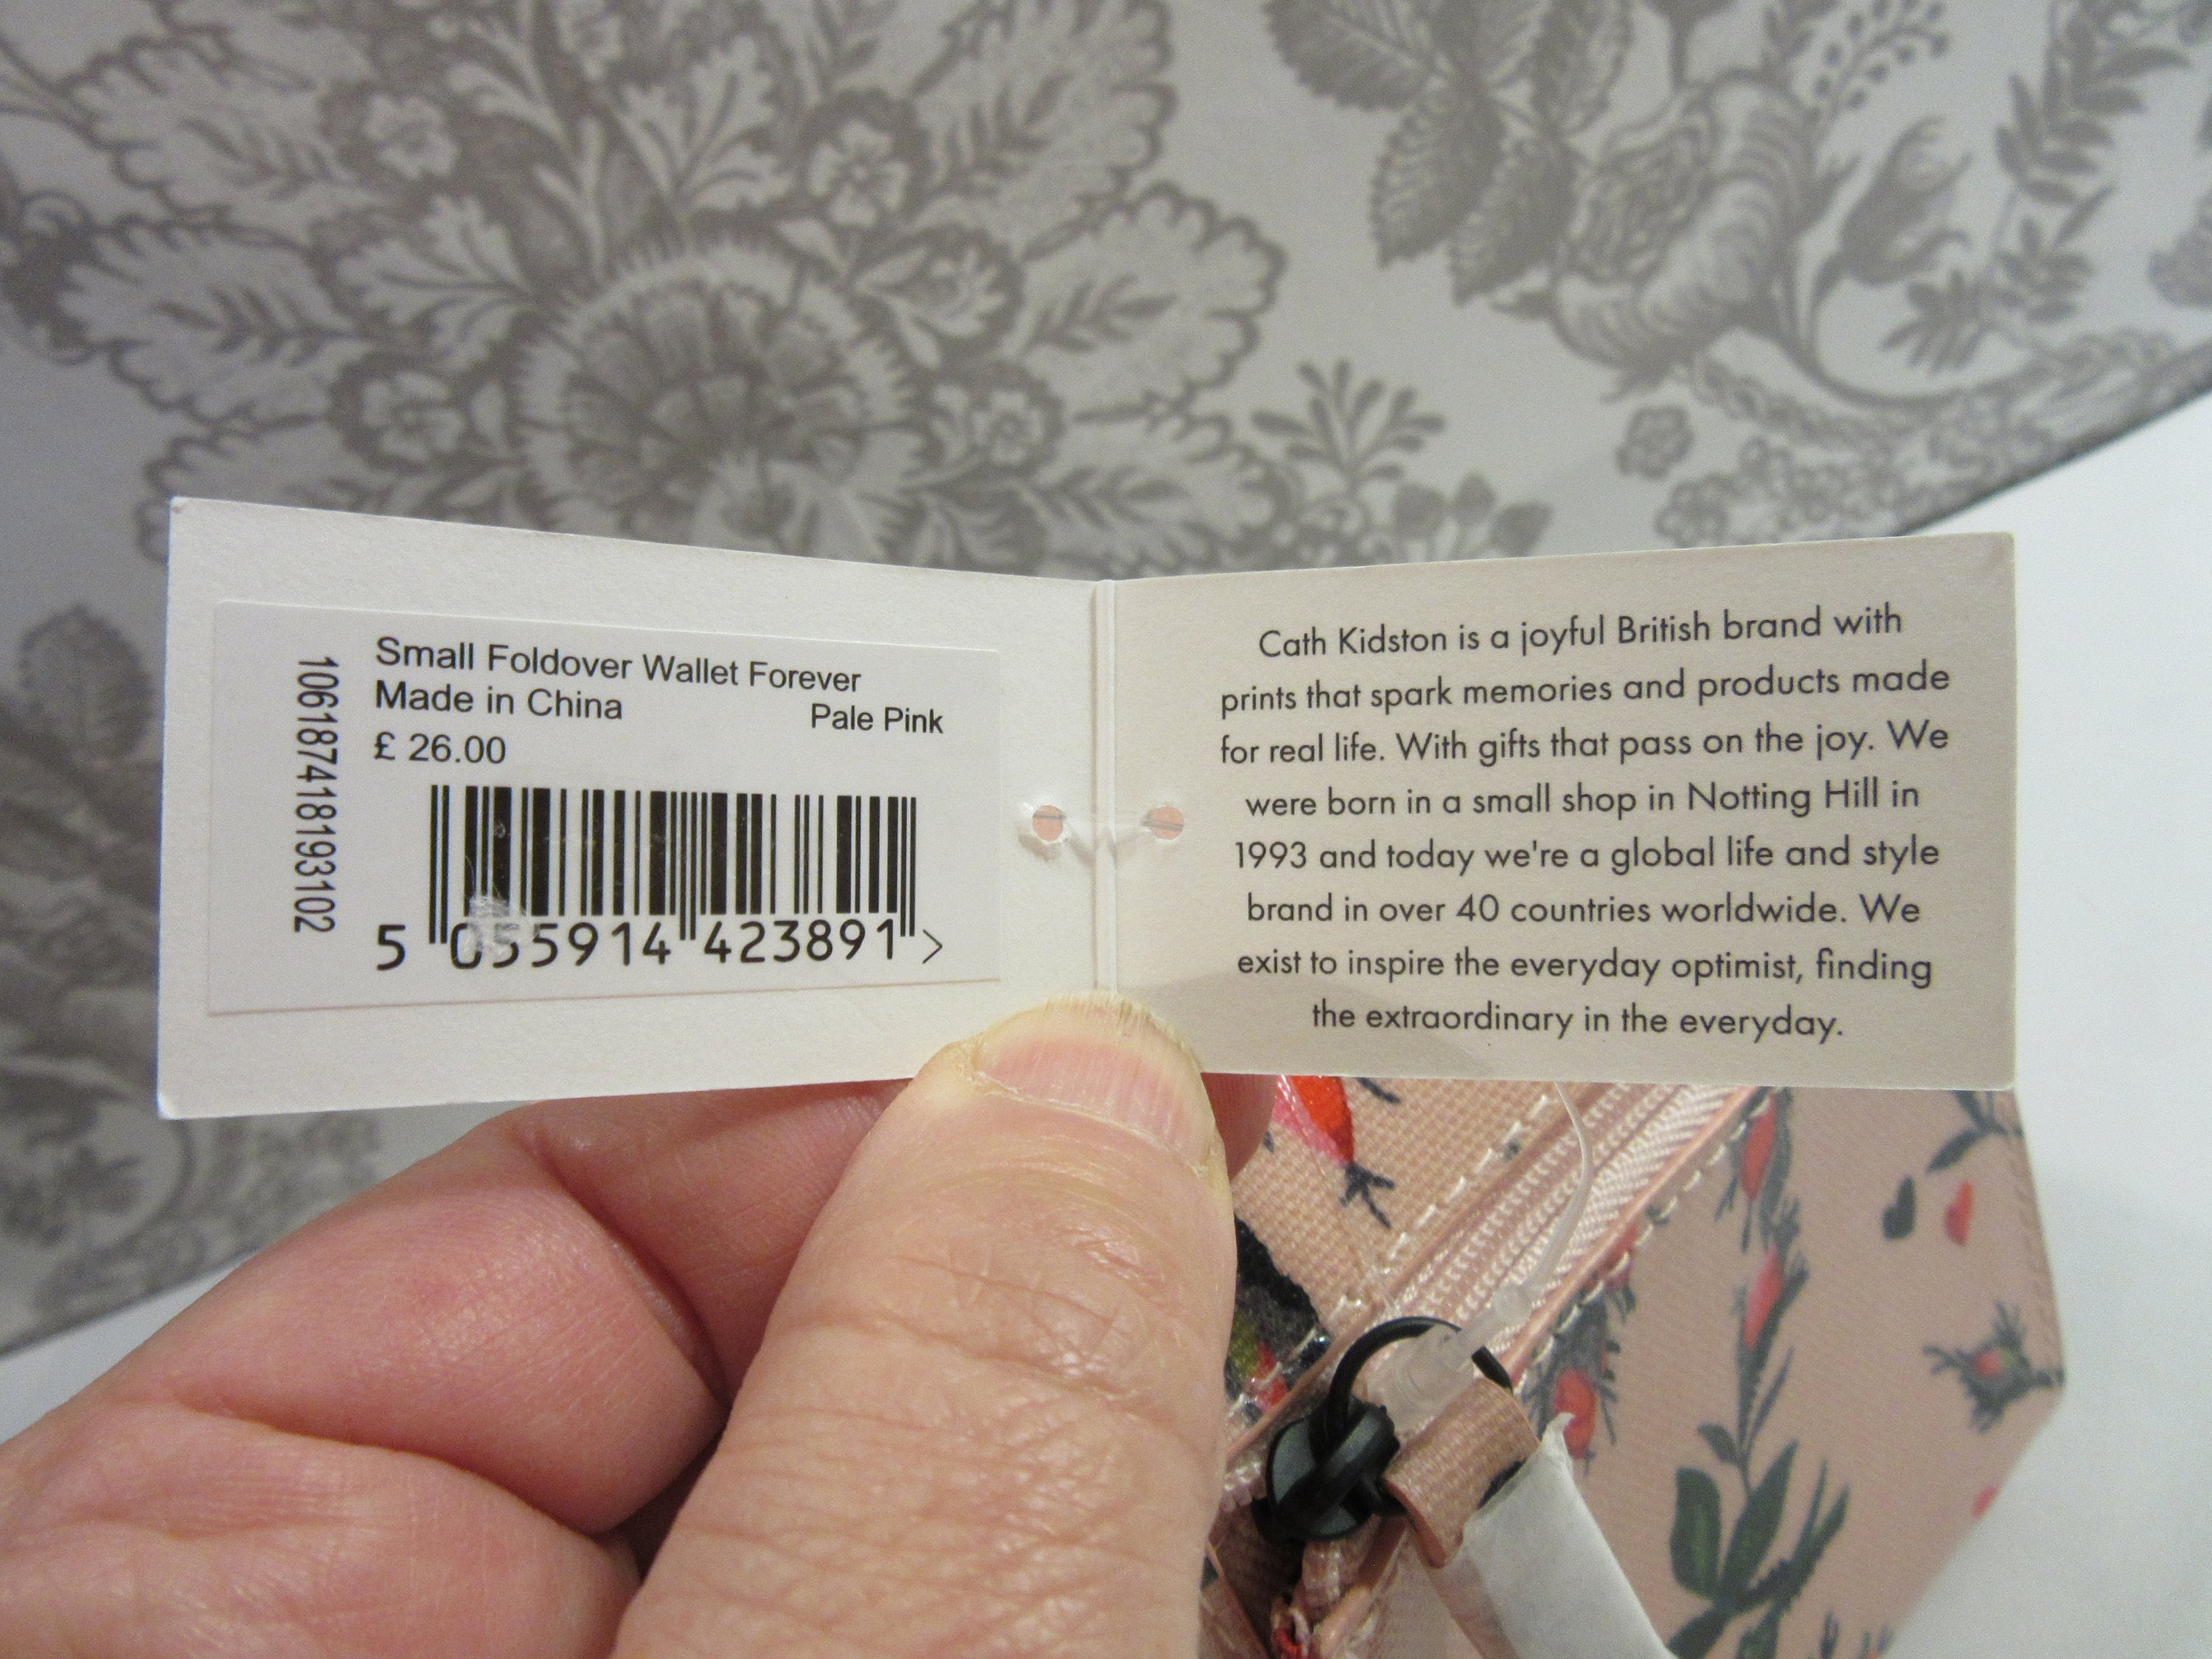 106187418193102
Small Foldover Wallet Forever
Made in China
Pale Pink
£ 26.00
5 055914 423891 >
Cath Kidston is a joyful British brand with
prints that spark memories and products made
for real life. With gifts that pass on the joy. We
were born in a small shop in Notting Hill in
1993 and today we're a global life and style
brand in over 40 countries worldwide. We
exist to inspire the everyday optimist, finding
the extraordinary in the everyday.